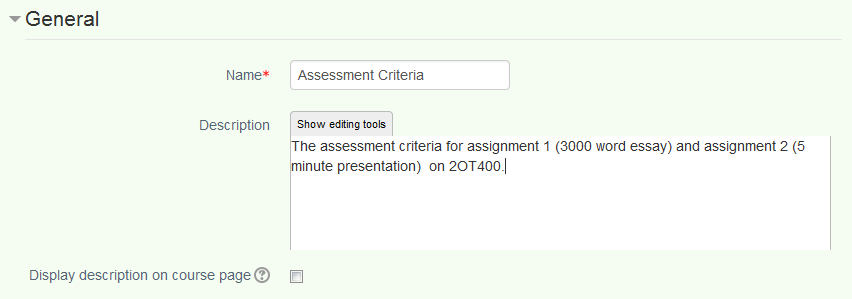 General
Name*
Assessment Criteria
Description
Show editing tools
The assessment criteria for assignment 1 (3000 word essay) and assignment 2 (5
minute presentation)  on 2OT400.
Display description on course page ?